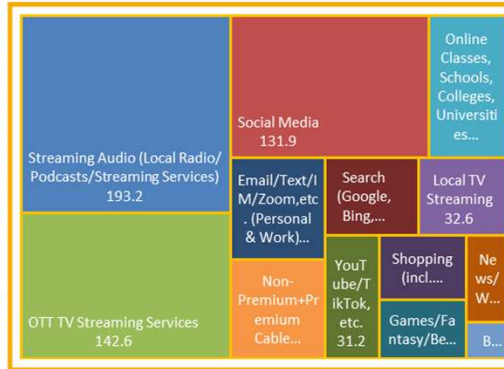 Streaming Audio (Local Radio/
Podcasts/Streaming Services)
193.2
OTT TV Streaming Services
142.6
Social Media
131.9
Online
Classes,
Schools,
Colleges,
Universiti
es...
Email/Text/I
M/Zoom,etc
. (Personal
& Work)...
Search
(Google,
Bing,...
Local TV
Streaming
32.6
Non-
Premium+Pr
emium
Cable...
YouT
ube/T
ikTok,
etc.
31.2
Shopping
(incl....
Ne
ws/
W...
Games/Fa
ntasy/Be...
B...